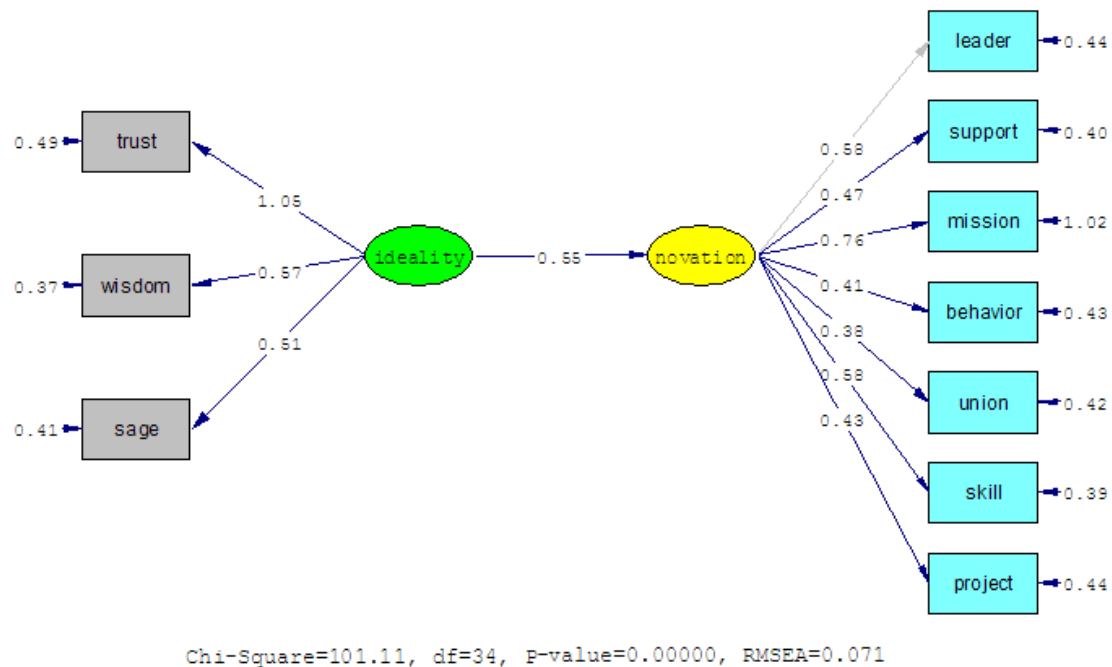 leader
0.44
support
0.40
mission
1.02
behavior
0.43
union
0.42
skill
0.39
project
0.44
0.58
0.47
0.76
0.41
0.38
0.58
0.43
novation
0.55
ideality
1.05
0.57
0.51
0.49
trust
0.37
wisdom
0.41
sage
Chi-Square=101.11, df=34, P-value=0.00000, RMSEA=0.071